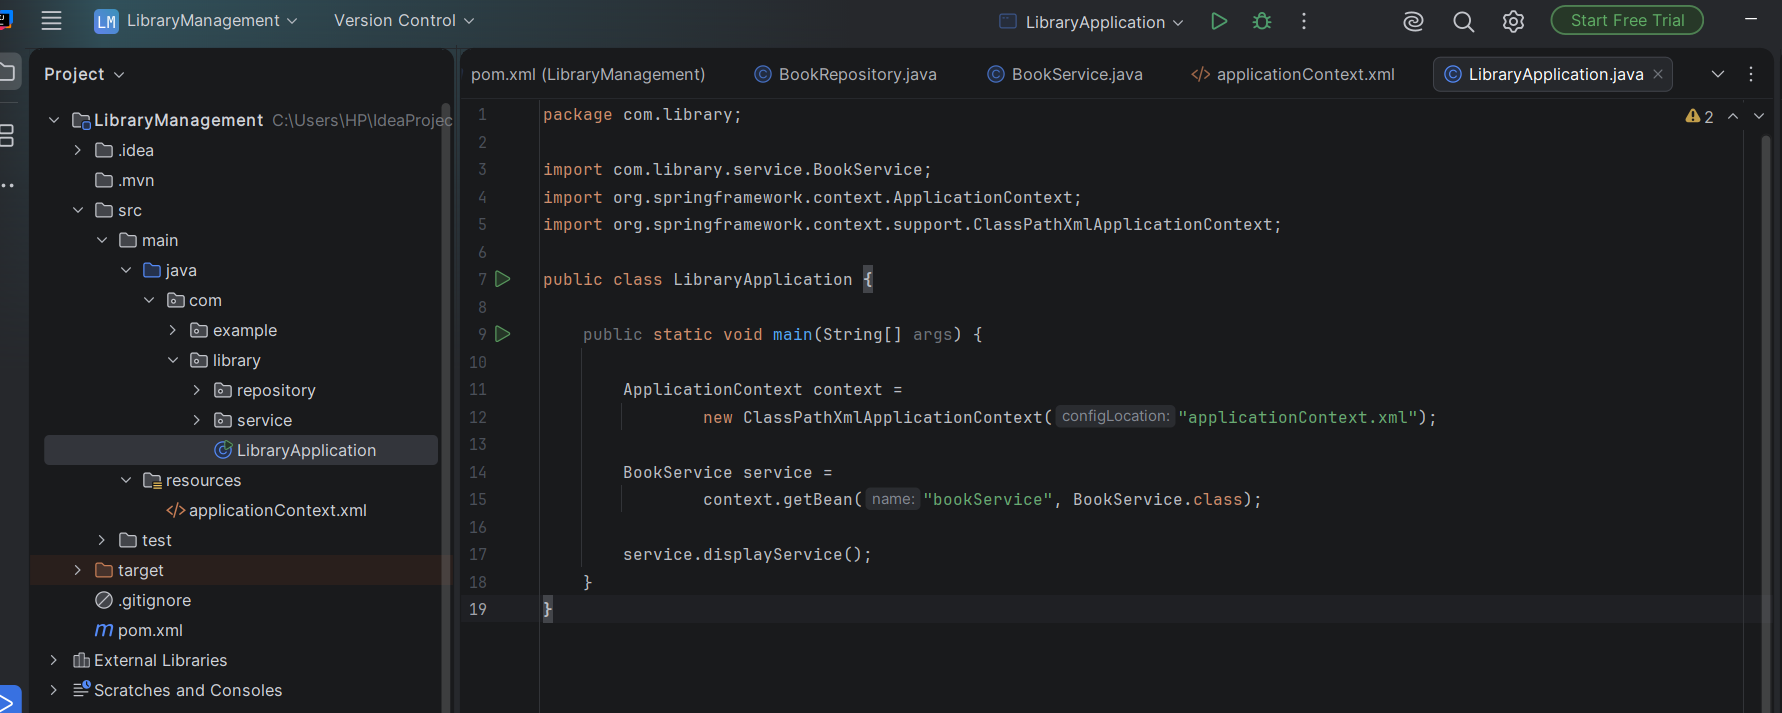 LM LibraryManagement Version Control LibraryApplication Start Free Trial
Project
LibraryManagement C:\Users\HP\IdeaProjec
.idea
.mvn
src
main
java
com
example
library
repository
service
LibraryApplication
resources
applicationContext.xml
test
target
.gitignore
pom.xml
External Libraries
Scratches and Consoles
pom.xml (LibraryManagement) BookRepository.java BookService.java applicationContext.xml LibraryApplication.java
2
1 package com.library;
2
3 import com.library.service.BookService;
4 import org.springframework.context.ApplicationContext;
5 import org.springframework.context.support.ClassPathXmlApplicationContext;
6
7 public class LibraryApplication {
8
9 public static void main(String[] args) {
10
11 ApplicationContext context =
12 new ClassPathXmlApplicationContext( configLocation: "applicationContext.xml");
13
14 BookService service =
15 context.getBean( name: "bookService", BookService.class);
16
17 service.displayService();
18 }
19 }